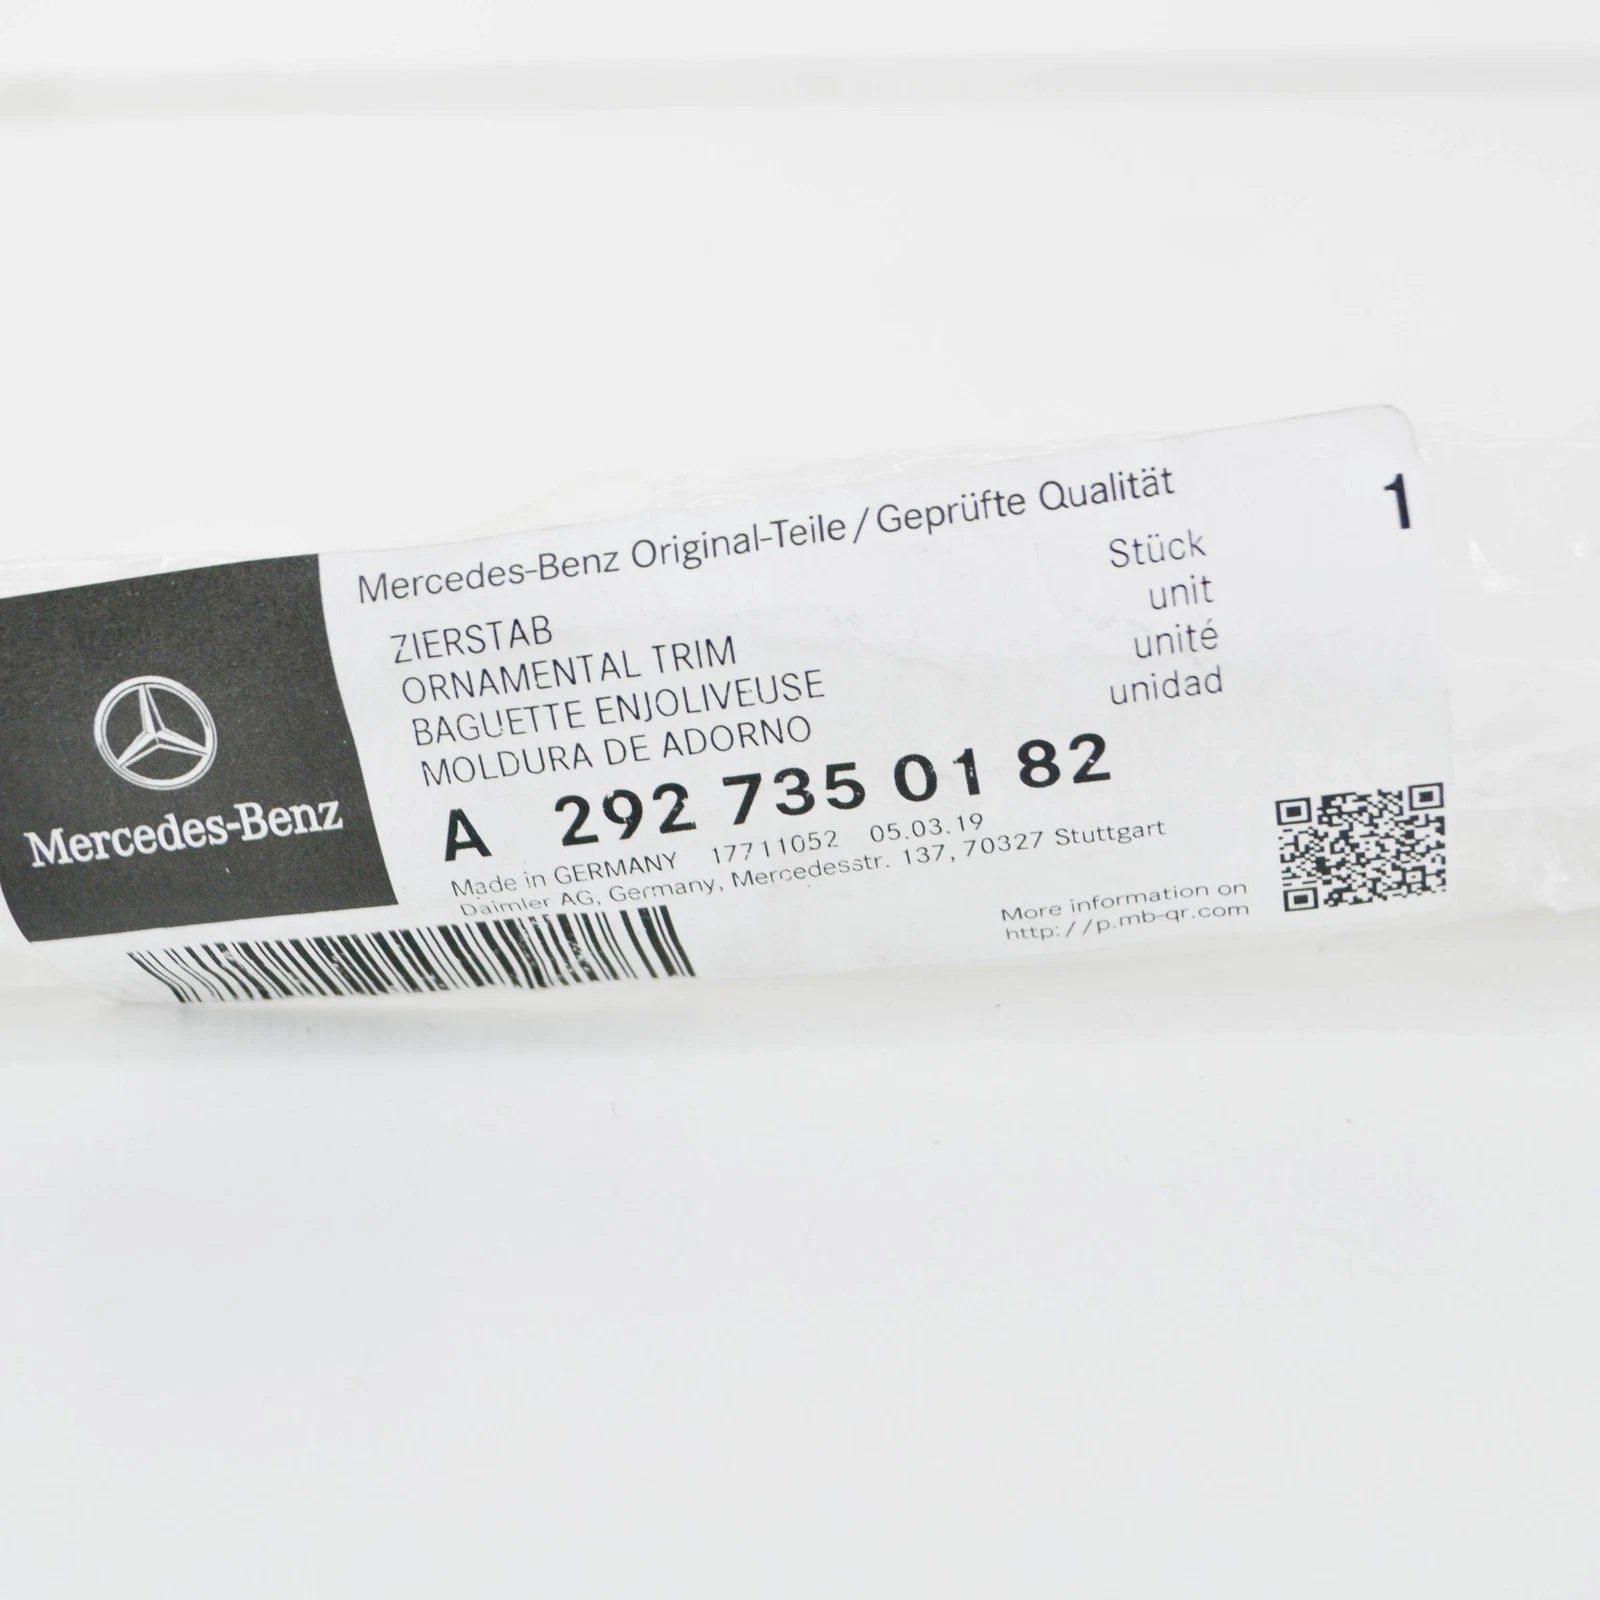 Mercedes-Benz Original-Teile / Geprüfte Qualität
1
ZIERSTAB
ORNAMENTAL TRIM
BAGUETTE ENJOLIVEUSE
MOLDURA DE ADORNO
Stück
unit
unité
unidad
A 292 735 01 82
Made in GERMANY 17711052 05.03.19
Daimler AG, Germany, Mercedesstr. 137, 70327 Stuttgart
More information on
http://p.mb-qr.com
Mercedes-Benz